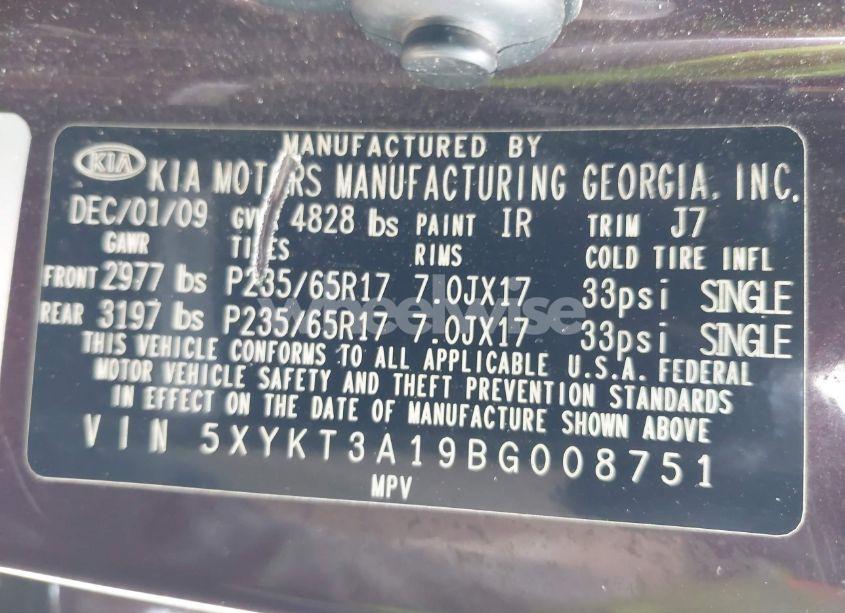 MANUFACTURED BY
KIA KIA MOTORS MANUFACTURING GEORGIA, INC.
DEC/01/09 GVWR 4828 lbs PAINT IR TRIM J7
GAWR TIRES RIMS COLD TIRE INFL
FRONT 2977 lbs P235/65R17 7.0JX17 33psi SINGLE
REAR 3197 lbs P235/65R17 7.0JX17 33psi SINGLE
wheelwise
THIS VEHICLE CONFORMS TO ALL APPLICABLE U.S.A. FEDERAL
MOTOR VEHICLE SAFETY AND THEFT PREVENTION STANDARDS
IN EFFECT ON THE DATE OF MANUFACTURE SHOWN ABOVE
VIN 5XYKT3A19BG008751
MPV